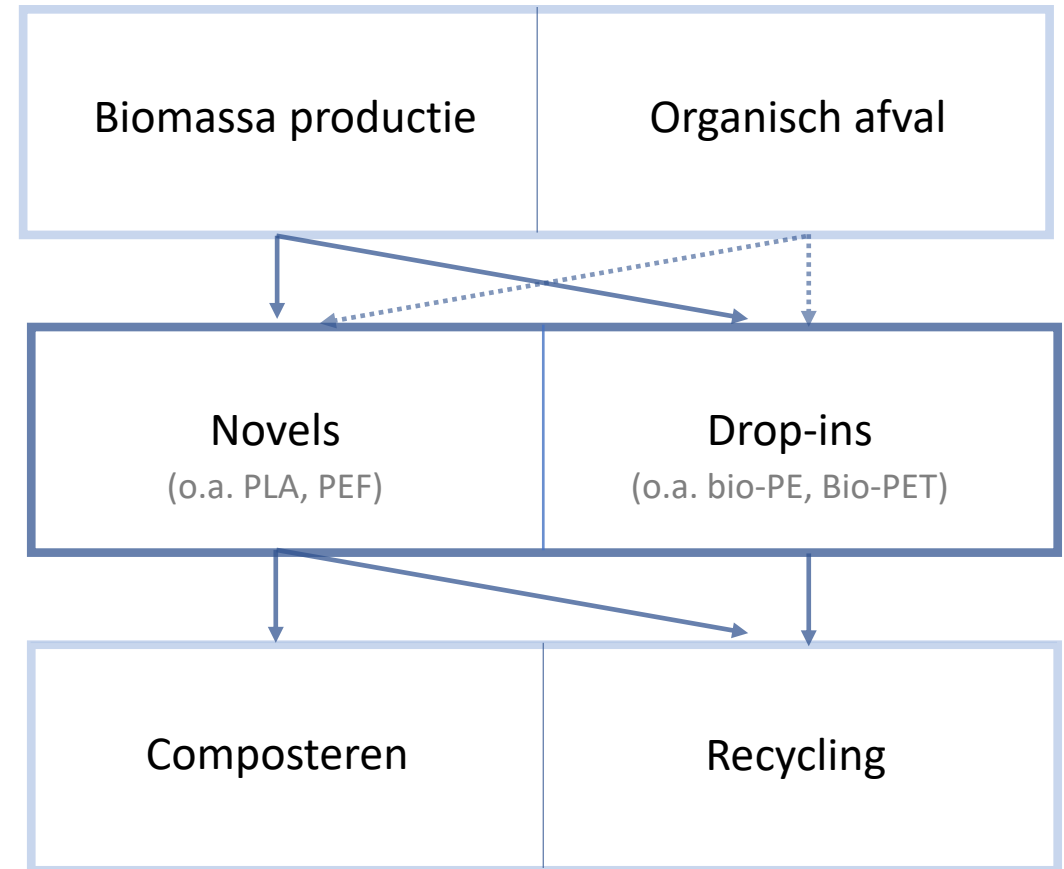 Biomassa productie
Organisch afval
Novels
(o.a. PLA, PEF)
Drop-ins
(o.a. bio-PE, Bio-PET)
Composteren
Recycling